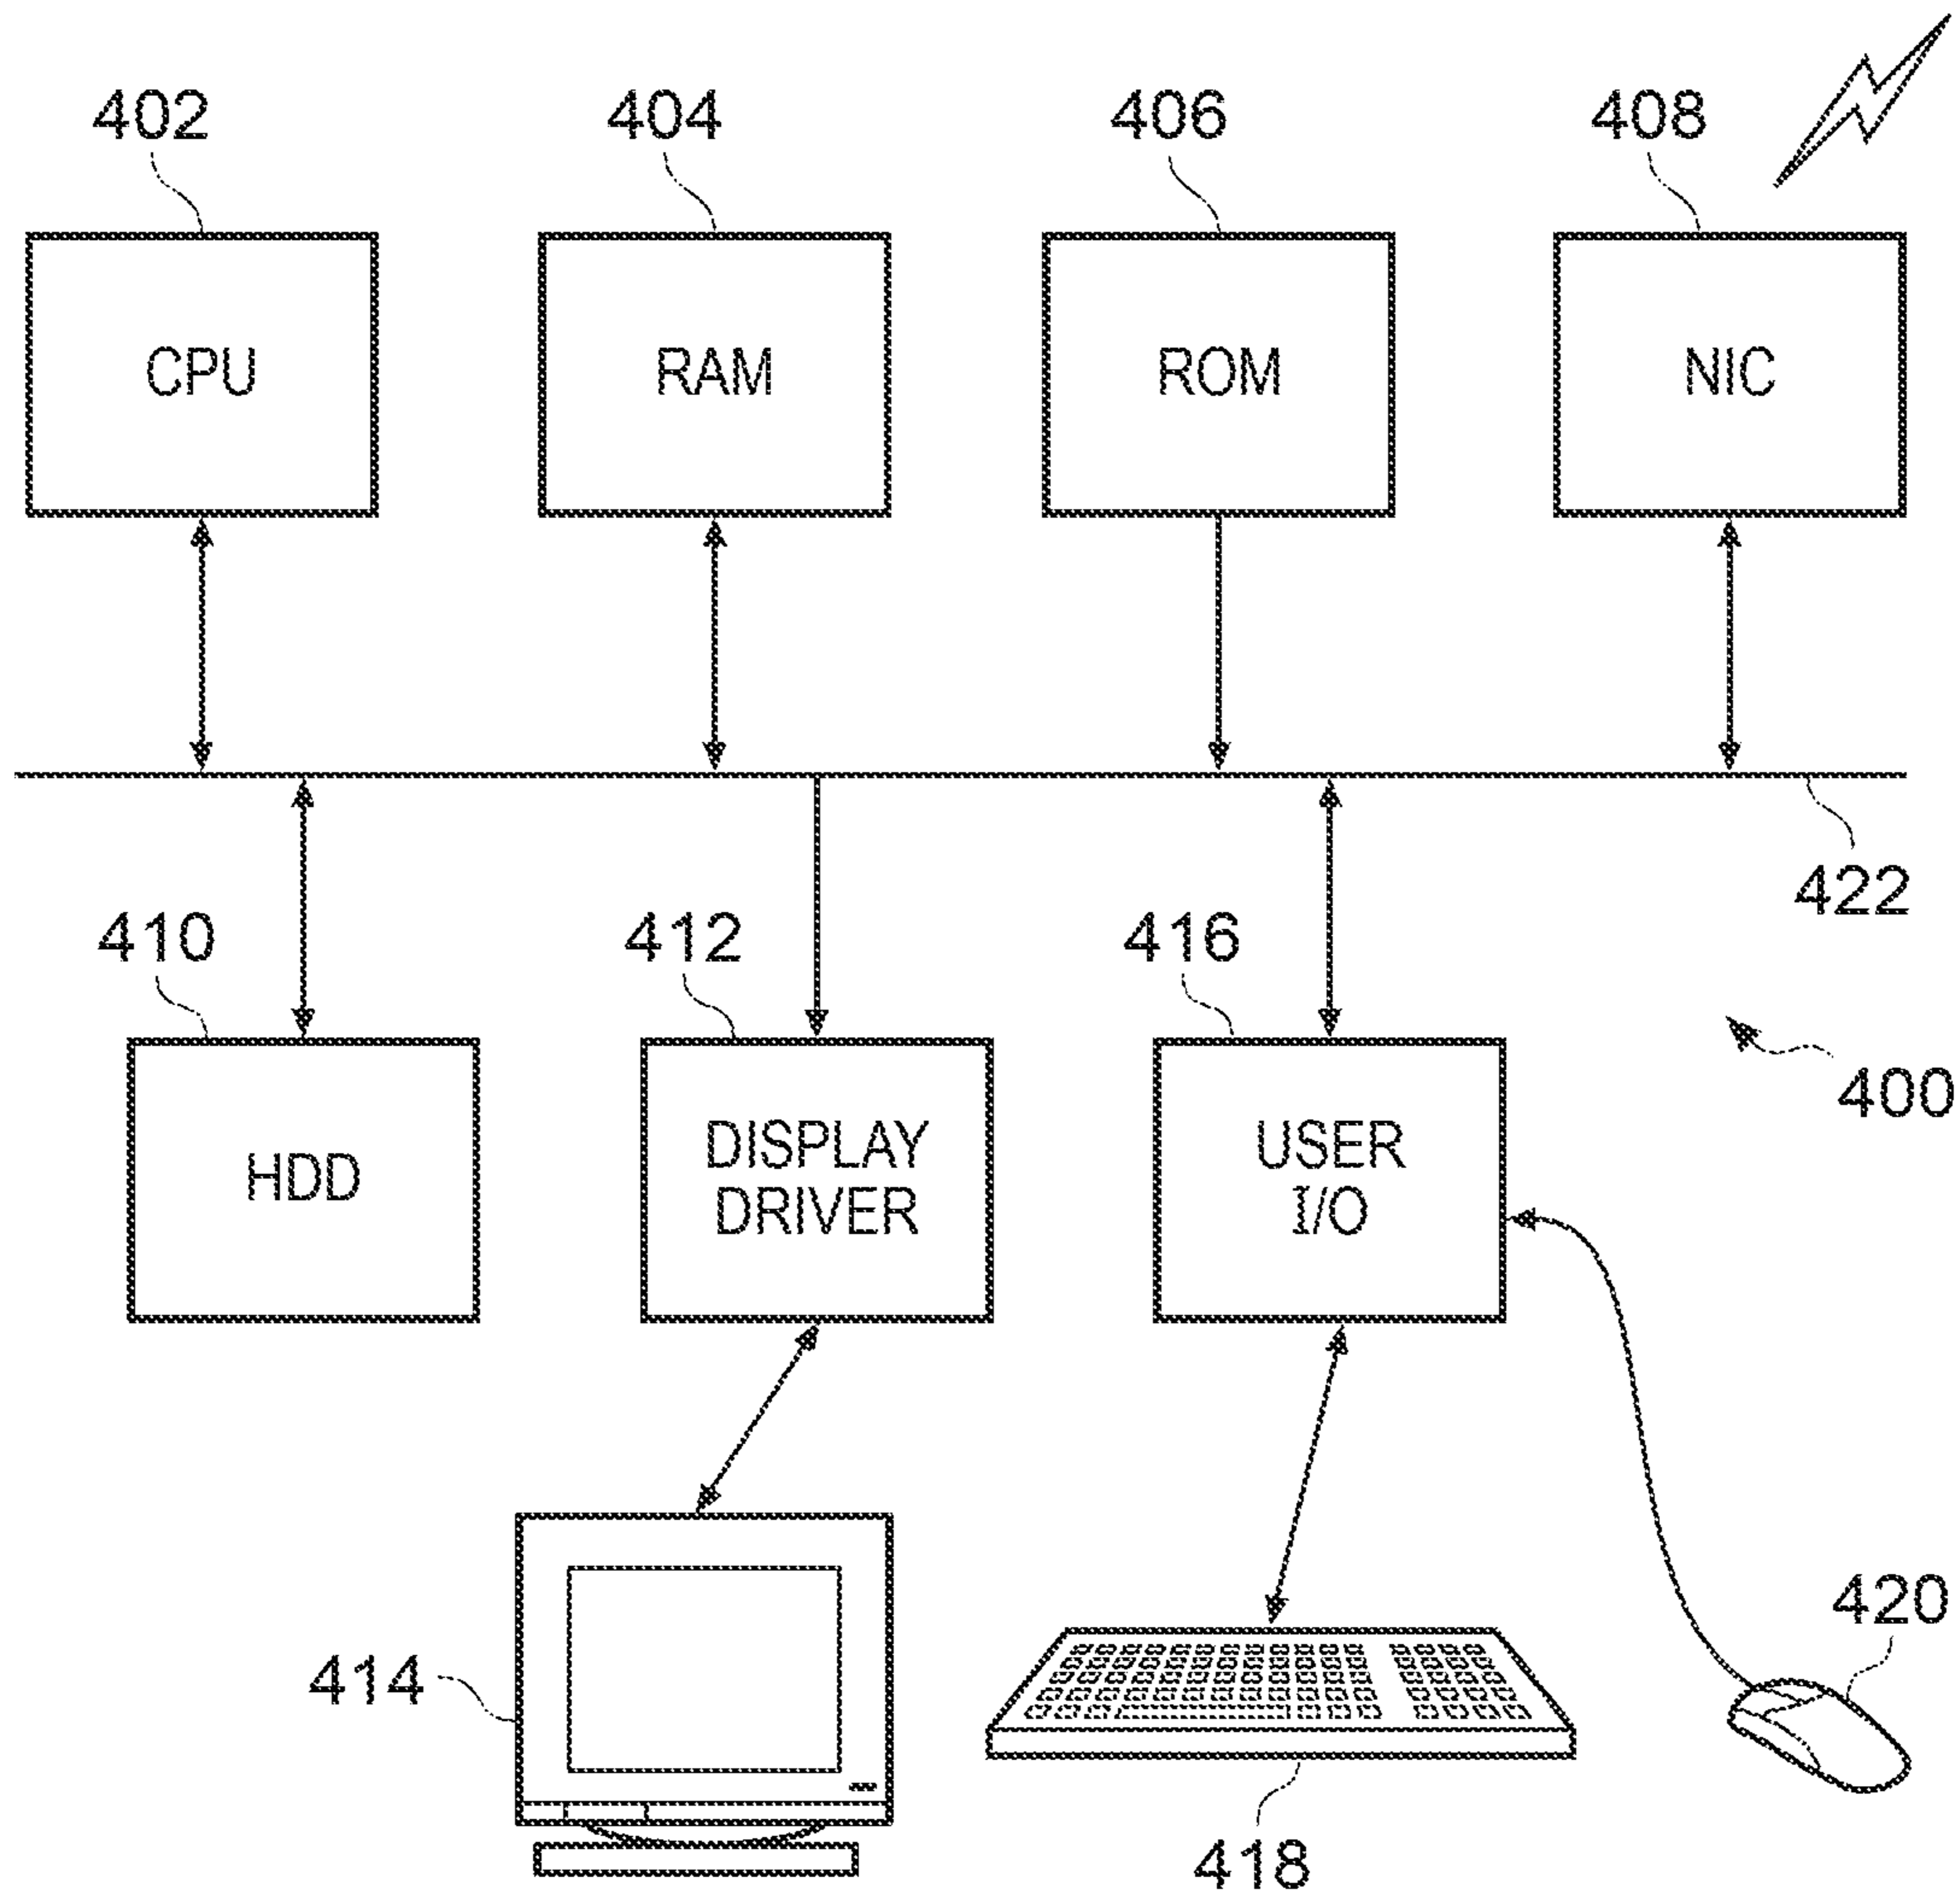 402
404
406
408
CPU
RAM
ROM
NIC
422
410
412
416
400
HDD
DISPLAY
DRIVER
USER
I/O
420
414
418